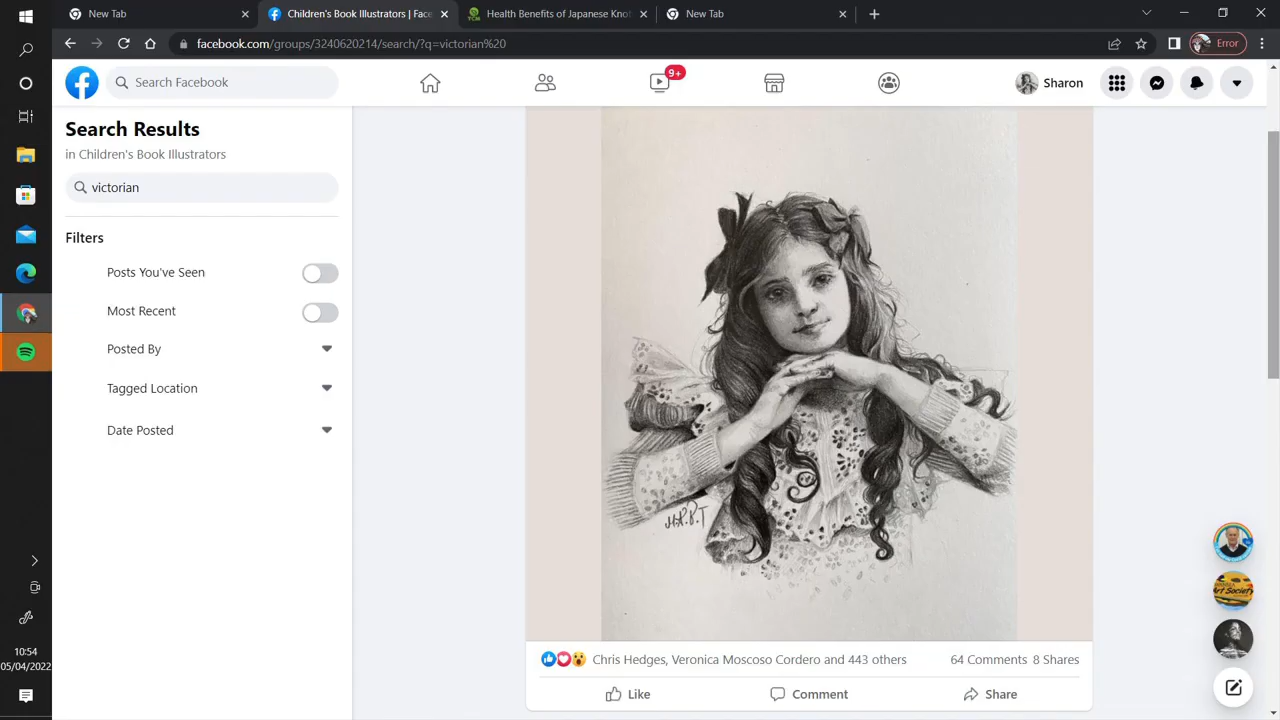 New Tab
Children's Book Illustrators | Face
Health Benefits of Japanese Knot
New Tab
facebook.com/groups/3240620214/search/?q=victorian%20
Error
Search Facebook
9+
Sharon
Search Results
in Children's Book Illustrators
victorian
Filters
Posts You've Seen
Most Recent
Posted By
Tagged Location
Date Posted
Chris Hedges, Veronica Moscoso Cordero and 443 others
64 Comments 8 Shares
Like
Comment
Share
10:54
05/04/2022